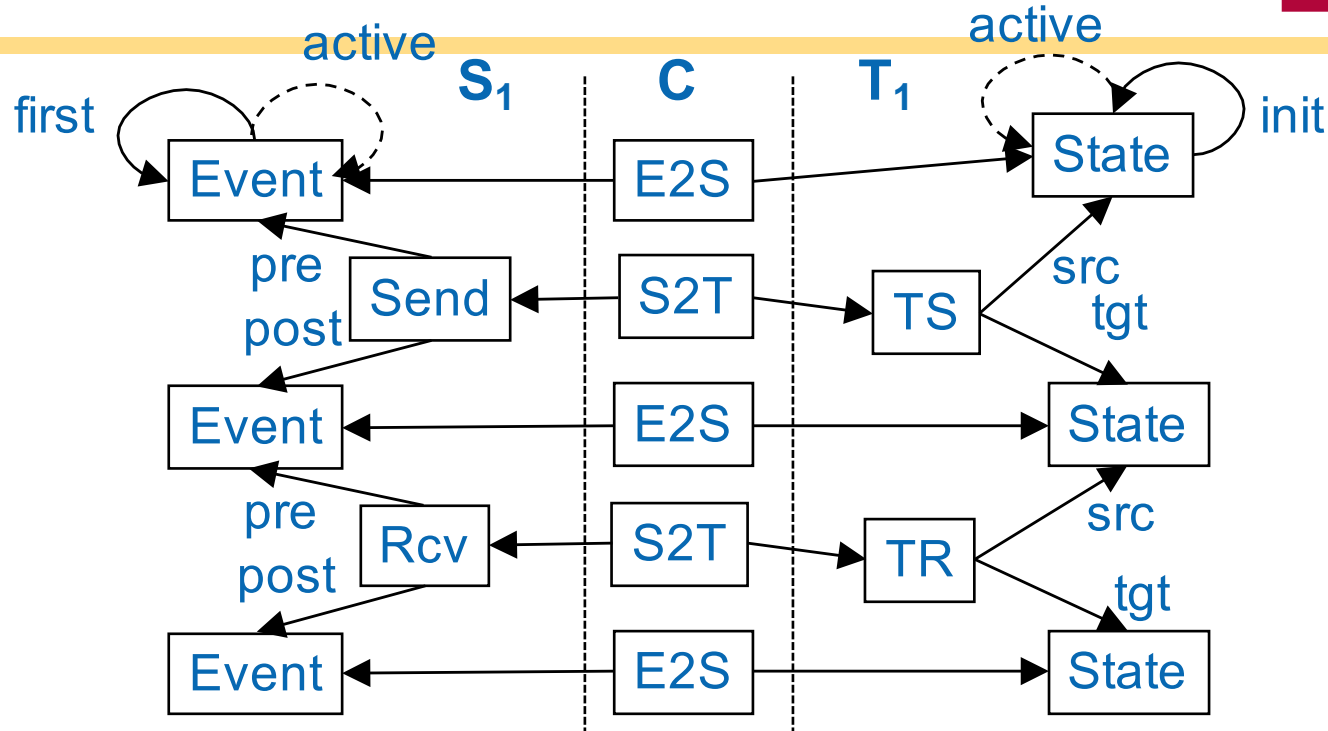 active
active
S₁
C
T₁
first
init
Event
E2S
State
pre
src
Send
S2T
TS
tgt
post
Event
E2S
State
pre
src
Rcv
S2T
TR
post
tgt
Event
E2S
State